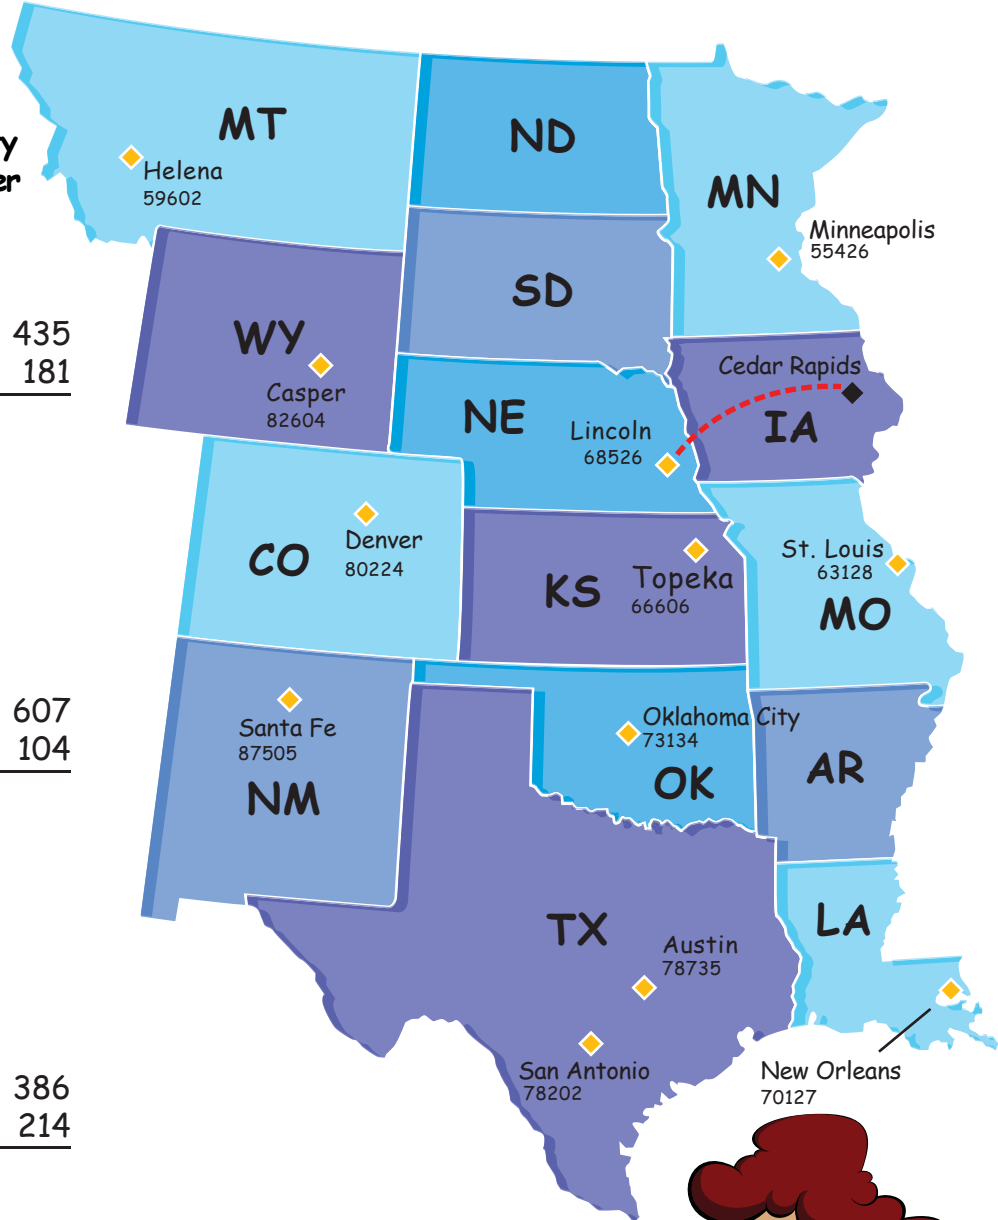 MT
ND
MN
Helena
59602
Minneapolis
55426
SD
WY
435
181
Casper
82604
Cedar Rapids
IA
NE
Lincoln
68526
CO
Denver
80224
KS
Topeka
66606
St. Louis
63128
MO
607
104
Santa Fe
87505
NM
Oklahoma City
73134
OK
AR
TX
Austin
78735
LA
San Antonio
78202
New Orleans
70127
386
214